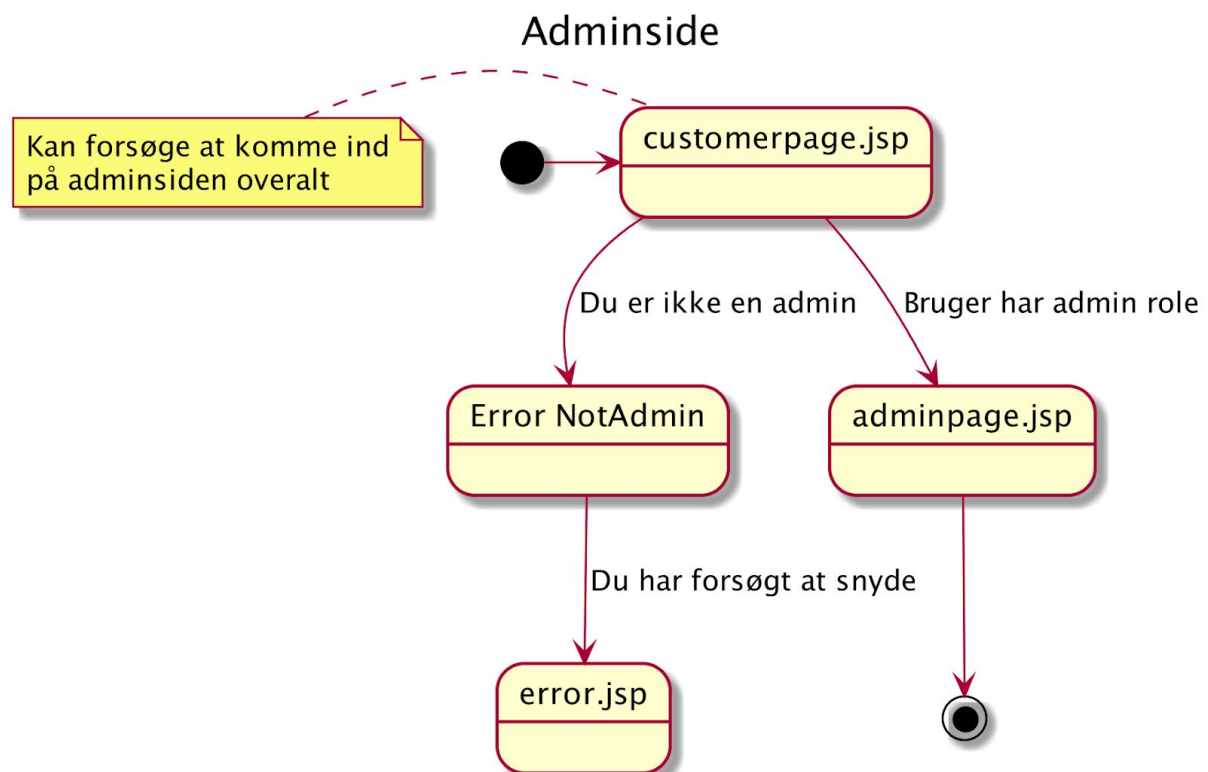 Adminside
Kan forsøge at komme ind
på adminsiden overalt
customerpage.jsp
Du er ikke en admin
Bruger har admin role
Error NotAdmin
adminpage.jsp
Du har forsøgt at snyde
error.jsp